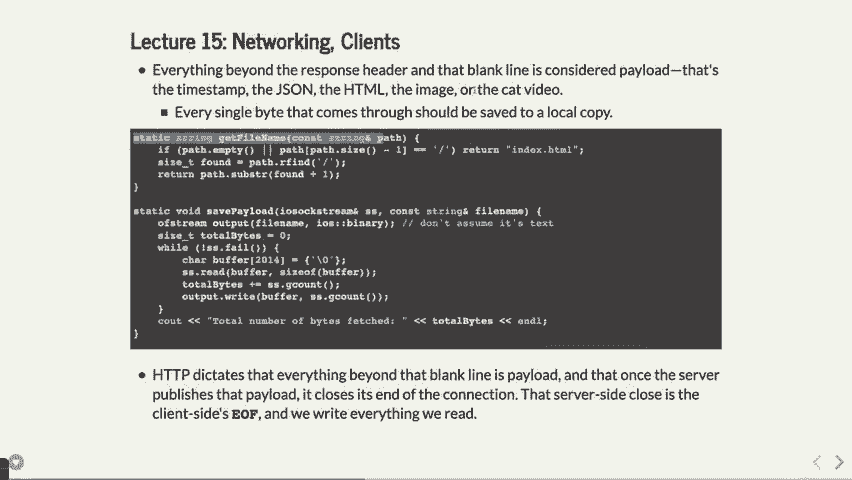 Lecture 15: Networking, Clients
• Everything beyond the response header and that blank line is considered payload—that's
the timestamp, the JSON, the HTML, the image, or the cat video.
▪ Every single byte that comes through should be saved to a local copy.
static string getFileName(const string& path) {
    if (path.empty() || path[path.size() - 1] == '/') return "index.html";
    size_t found = path.rfind('/');
    return path.substr(found + 1);
}
static void savePayload(iosockstream& ss, const string& filename) {
    ofstream output(filename, ios::binary); // don't assume it's text
    size_t totalBytes = 0;
    while (!ss.fail()) {
        char buffer[2014] = {'\0'};
        ss.read(buffer, sizeof(buffer));
        totalBytes += ss.gcount();
        output.write(buffer, ss.gcount());
    }
    cout << "Total number of bytes fetched: " << totalBytes << endl;
}
• HTTP dictates that everything beyond that blank line is payload, and that once the server
publishes that payload, it closes its end of the connection. That server-side close is the
client-side's EOF, and we write everything we read.